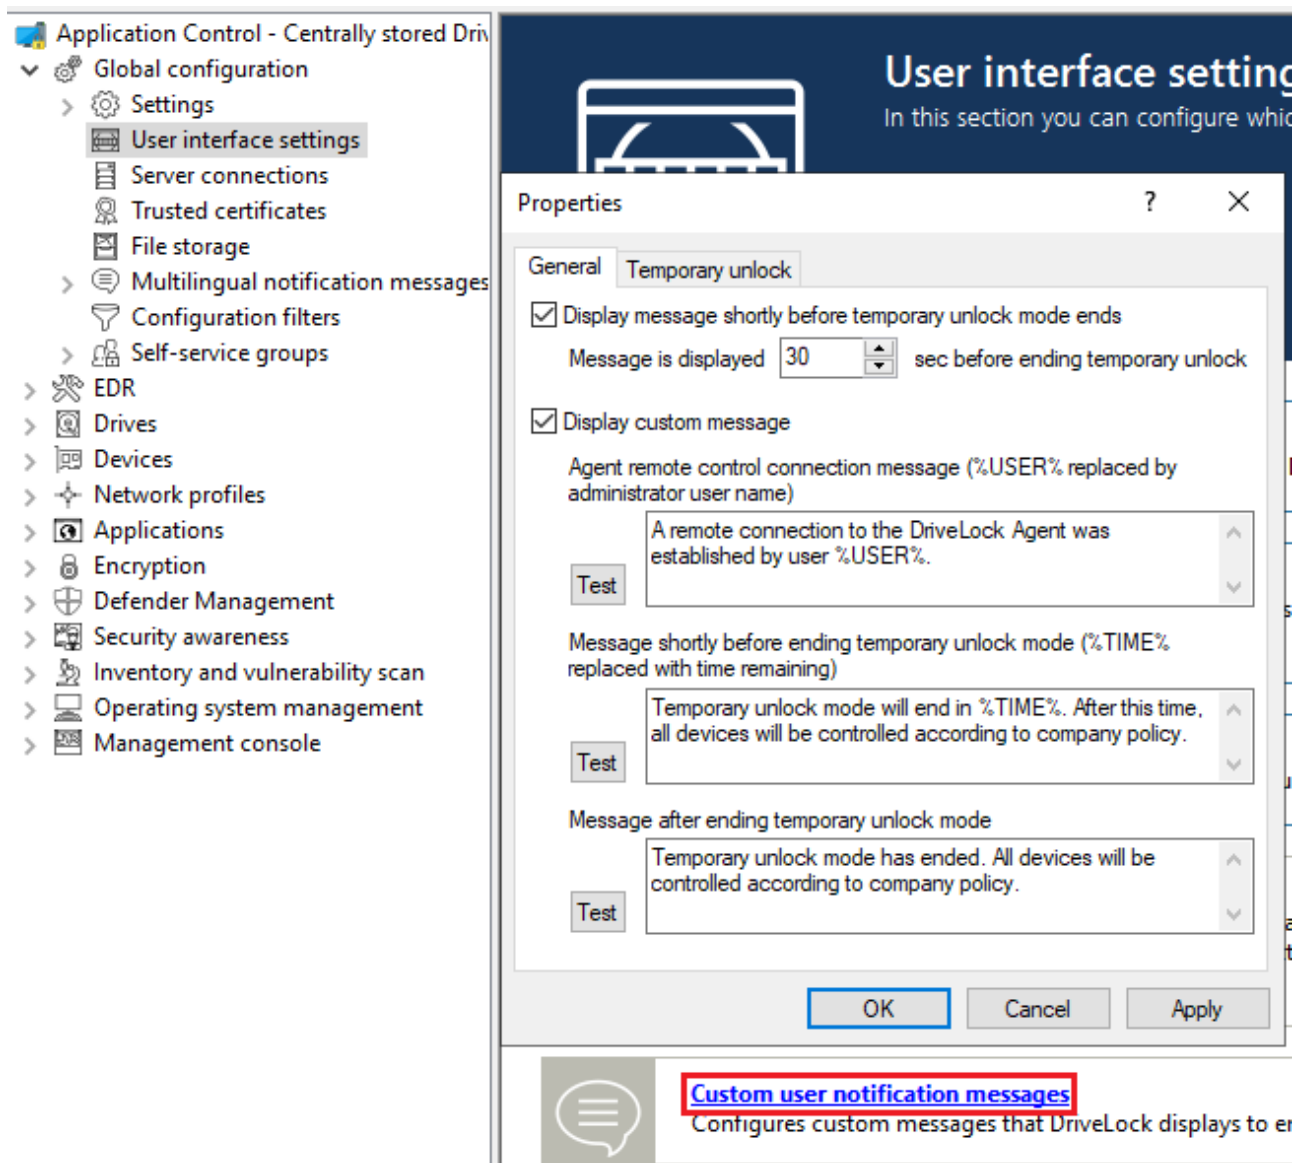 Application Control - Centrally stored
Global configuration
Settings
User interface settings
Server connections
Trusted certificates
File storage
Multilingual notification messages
Configuration filters
Self-service groups
EDR
Drives
Devices
Network profiles
Applications
Encryption
Defender Management
Security awareness
Inventory and vulnerability scan
Operating system management
Management console
User interface
In this section you can configure
Properties
?
General
Temporary unlock
Display message shortly before temporary unlock mode ends
Message is displayed 30 sec before ending temporary unlock
Display custom message
Agent remote control connection message (%USER% replaced by
administrator user name)
A remote connection to the DriveLock Agent was
established by user %USER%.
Test
Message shortly before ending temporary unlock mode (%TIME%
replaced with time remaining)
Temporary unlock mode will end in %TIME%. After this time,
all devices will be controlled according to company policy.
Test
Message after ending temporary unlock mode
Temporary unlock mode has ended. All devices will be
controlled according to company policy.
Test
OK
Cancel
Apply
Custom user notification messages
Configures custom messages that DriveLock displays to